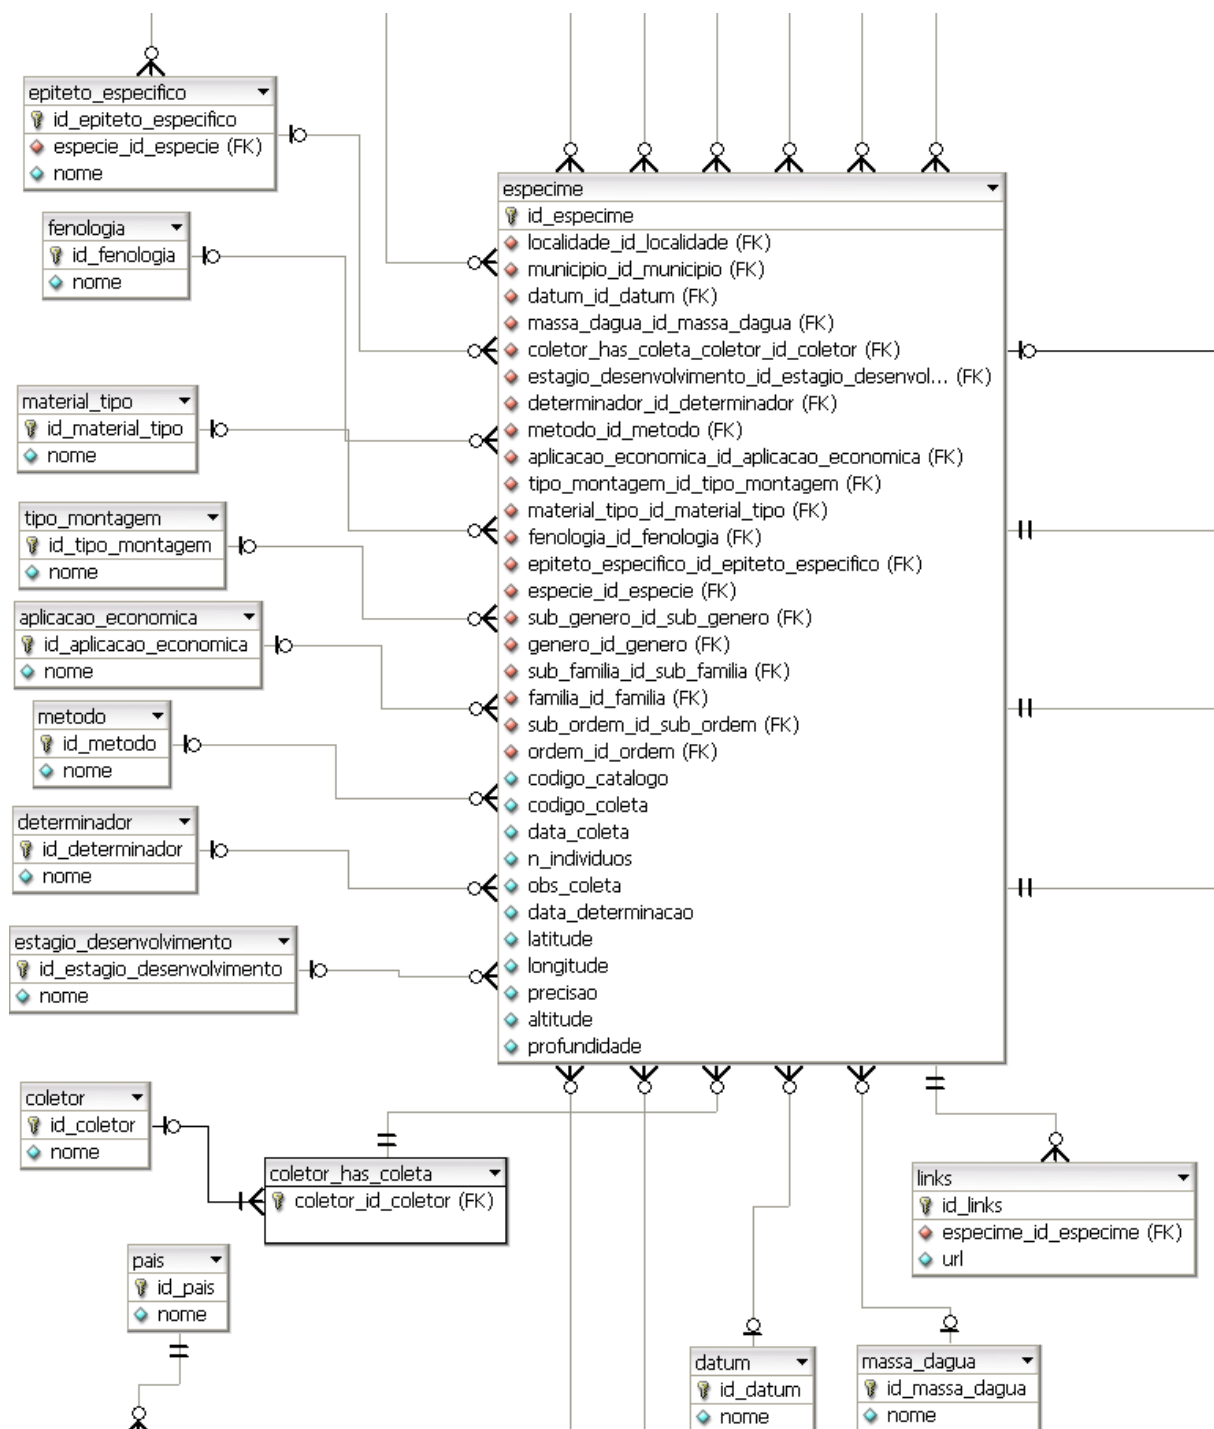 epiteto_especifico
id_epiteto_especifico
especie_id_especie (FK)
nome
fenologia
id_fenologia
nome
material_tipo
id_material_tipo
nome
tipo_montagem
id_tipo_montagem
nome
aplicacao_economica
id_aplicacao_economica
nome
metodo
id_metodo
nome
determinador
id_determinador
nome
estagio_desenvolvimento
id_estagio_desenvolvimento
nome
especime
id_especime
localidade_id_localidade (FK)
municipio_id_municipio (FK)
datum_id_datum (FK)
massa_dagua_id_massa_dagua (FK)
coletor_has_coleta_coletor_id_coletor (FK)
estagio_desenvolvimento_id_estagio_desenvol... (FK)
determinador_id_determinador (FK)
metodo_id_metodo (FK)
aplicacao_economica_id_aplicacao_economica (FK)
tipo_montagem_id_tipo_montagem (FK)
material_tipo_id_material_tipo (FK)
fenologia_id_fenologia (FK)
epiteto_especifico_id_epiteto_especifico (FK)
especie_id_especie (FK)
sub_genero_id_sub_genero (FK)
genero_id_genero (FK)
sub_familia_id_sub_familia (FK)
familia_id_familia (FK)
sub_ordem_id_sub_ordem (FK)
ordem_id_ordem (FK)
codigo_catalogo
codigo_coleta
data_coleta
n_individuos
obs_coleta
data_determinacao
latitude
longitude
precisao
altitude
profundidade
coletor
id_coletor
nome
coletor_has_coleta
coletor_id_coletor (FK)
links
id_links
especime_id_especime (FK)
url
pais
id_pais
nome
datum
id_datum
nome
massa_dagua
id_massa_dagua
nome